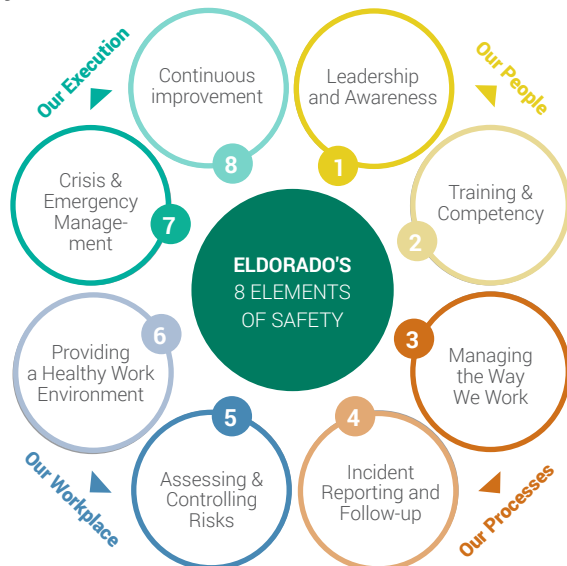 Our Execution
Our People
Continuous
improvement
8
Leadership
and Awareness
1
Crisis &
Emergency
Manage-
ment
7
Training &
Competency
2
ELDORADO'S
8 ELEMENTS
OF SAFETY
Providing
a Healthy Work
Environment
6
Managing
the Way
We Work
3
Assessing &
Controlling
Risks
5
Incident
Reporting and
Follow-up
4
Our Workplace
Our Processes